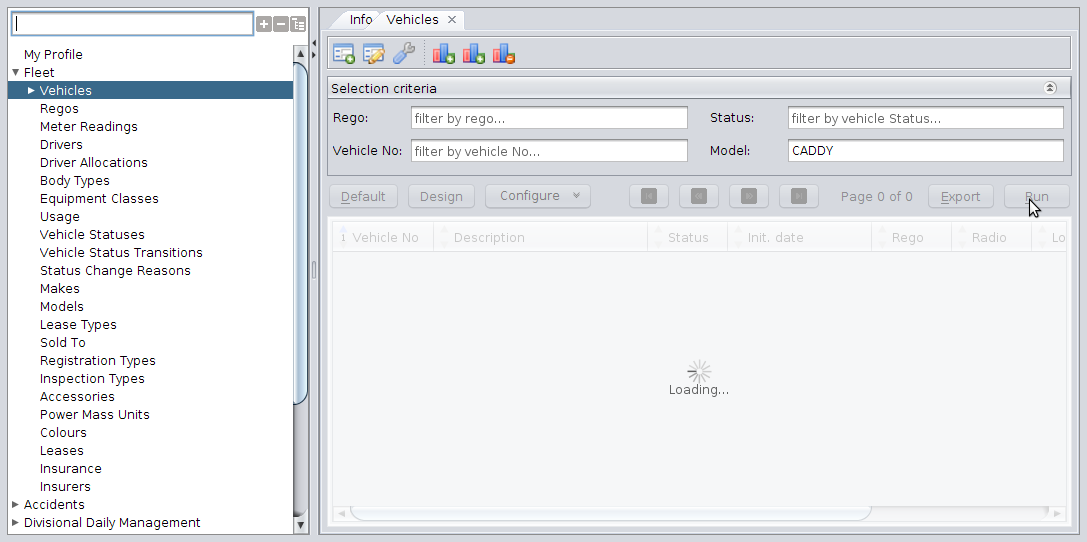 Info Vehicles
My Profile
Fleet
Vehicles
Regos
Meter Readings
Drivers
Driver Allocations
Body Types
Equipment Classes
Usage
Vehicle Statuses
Vehicle Status Transitions
Status Change Reasons
Makes
Models
Lease Types
Sold To
Registration Types
Inspection Types
Accessories
Power Mass Units
Colours
Leases
Insurance
Insurers
Accidents
Divisional Daily Management
Selection criteria
Rego: filter by rego... Status: filter by vehicle Status...
Vehicle No: filter by vehicle No... Model: CADDY
Default Design Configure Page 0 of 0 Export Run
1 Vehicle No Description Status Init. date Rego Radio Lo
Loading...